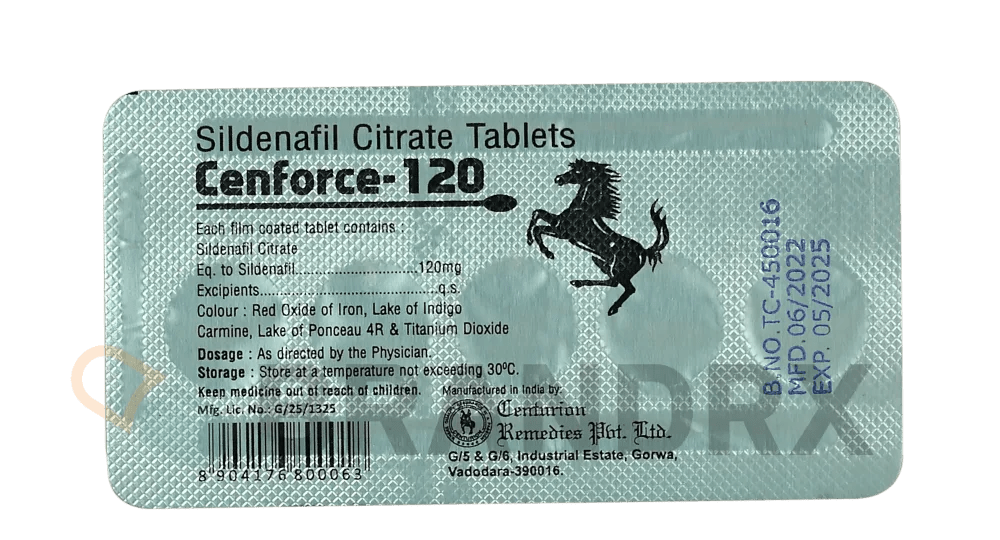 Sildenafil Citrate Tablets
Cenforce-120
Each film coated tablet contains :
Sildenafil Citrate
Eq. to Sildenafil..............................120mg
Excipients............................................q.s.
Colour : Red Oxide of Iron, Lake of Indigo
Carmine, Lake of Ponceau 4R & Titanium Dioxide
Dosage : As directed by the Physician.
Storage : Store at a temperature not exceeding 30ºC.
Keep medicine out of reach of children.
Mfg. Lic. No.: G/25/1325
8 904176 800063
Manufactured in India by:
Centurion
Remedies Pvt. Ltd.
G/5 & G/6, Industrial Estate, Gorwa,
Vadodara-390016.
B.NO.TC-450016
MFD.06/2022
EXP. 05/2025